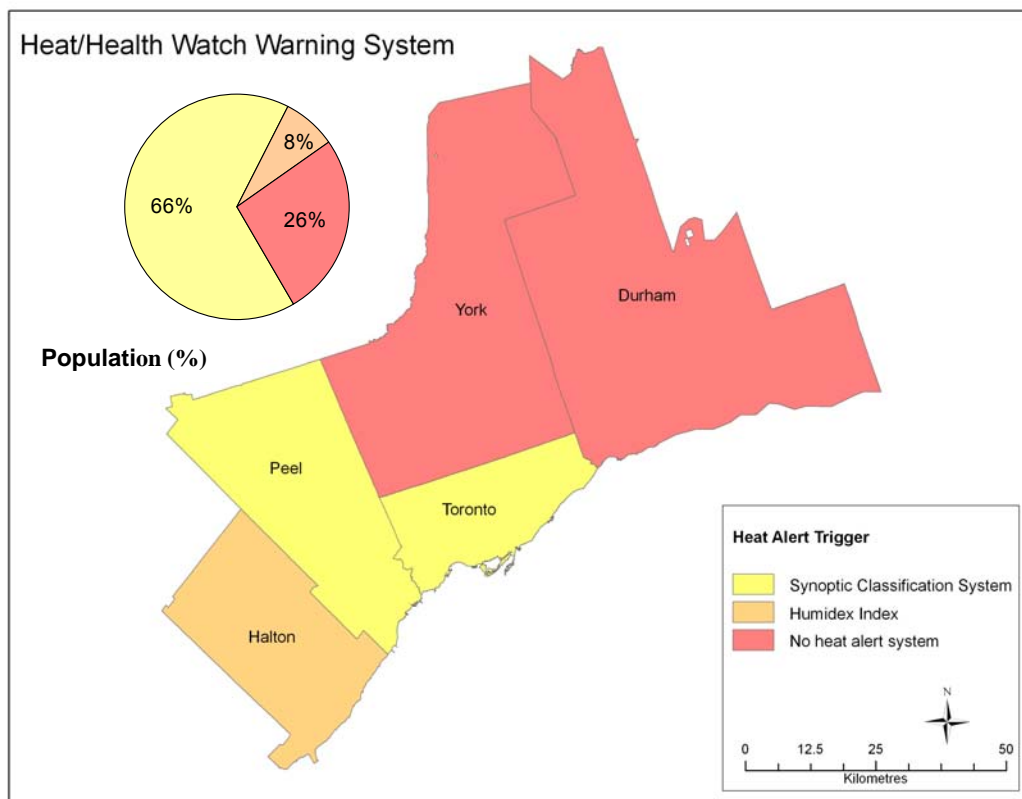 Heat/Health Watch Warning System
8%
66%
26%
Population (%)
York
Durham
Peel
Toronto
Halton
Heat Alert Trigger
Synoptic Classification System
Humidex Index
No heat alert system
N
0 12.5 25 50
Kilometres